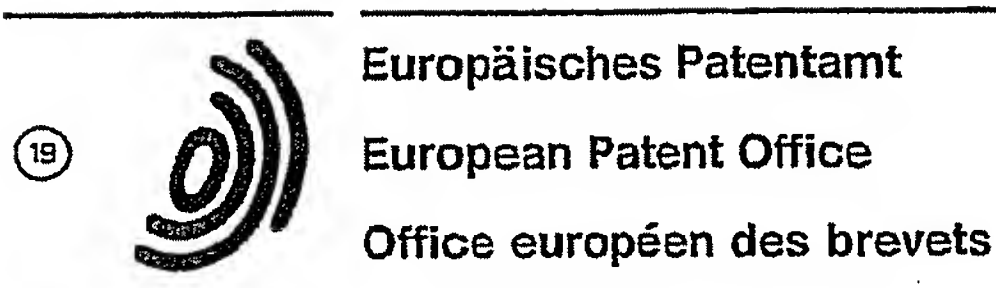 Europäisches Patentamt
19
European Patent Office
Office européen des brevets